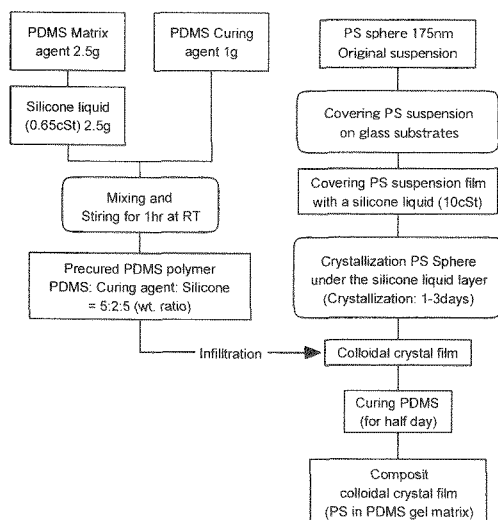 PDMS Matrix
agent 2.5g
PDMS Curing
agent 1g
Silicone liquid
(0.65cSt) 2.5g
Mixing and
Stiring for 1hr at RT
Precured PDMS polymer
PDMS: Curing agent: Silicone
= 5:2:5 (wt. ratio)
Infiltration
PS sphere 175nm
Original suspension
Covering PS suspension
on glass substrates
Covering PS suspension film
with a silicone liquid (10cSt)
Crystallization PS Sphere
under the silicone liquid layer
(Crystallization: 1-3days)
Colloidal crystal film
Curing PDMS
(for half day)
Composit
colloidal crystal film
(PS in PDMS gel matrix)